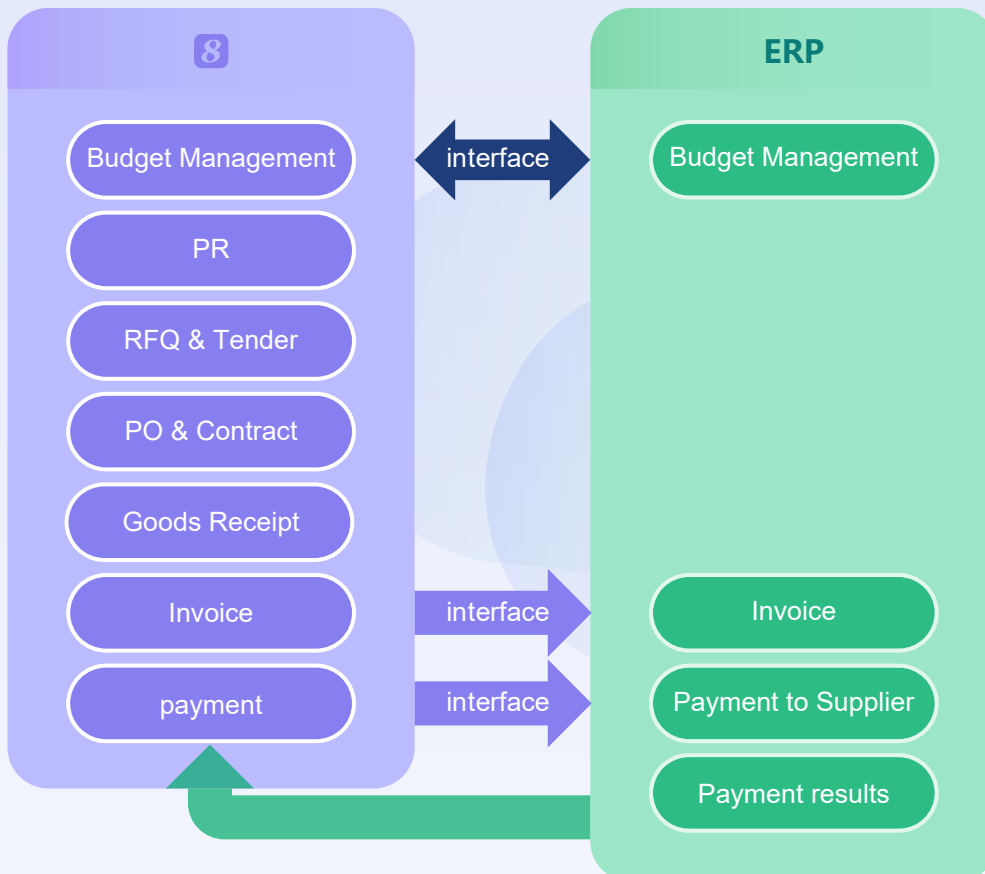 8
ERP
Budget Management
interface
Budget Management
PR
RFQ & Tender
PO & Contract
Goods Receipt
Invoice
interface
Invoice
payment
interface
Payment to Supplier
Payment results